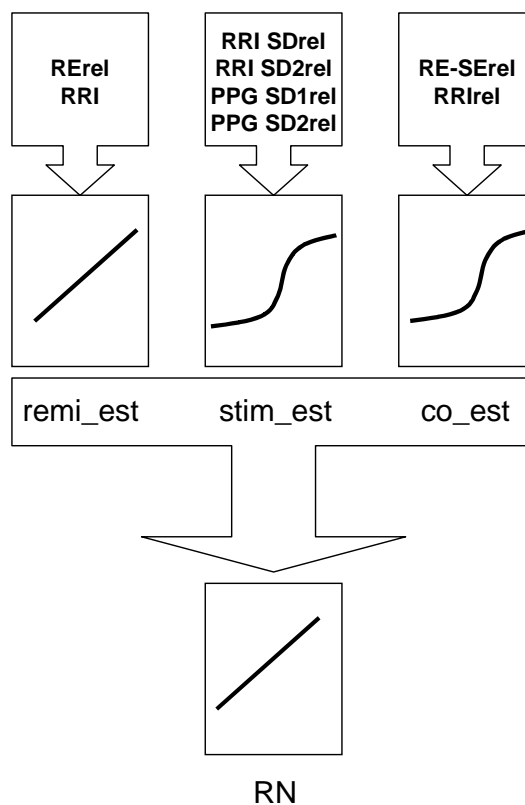 RErel
RRI
RRI SDrel
RRI SD2rel
PPG SD1rel
PPG SD2rel
RE-SErel
RRIrel
remi_est
stim_est
co_est
RN